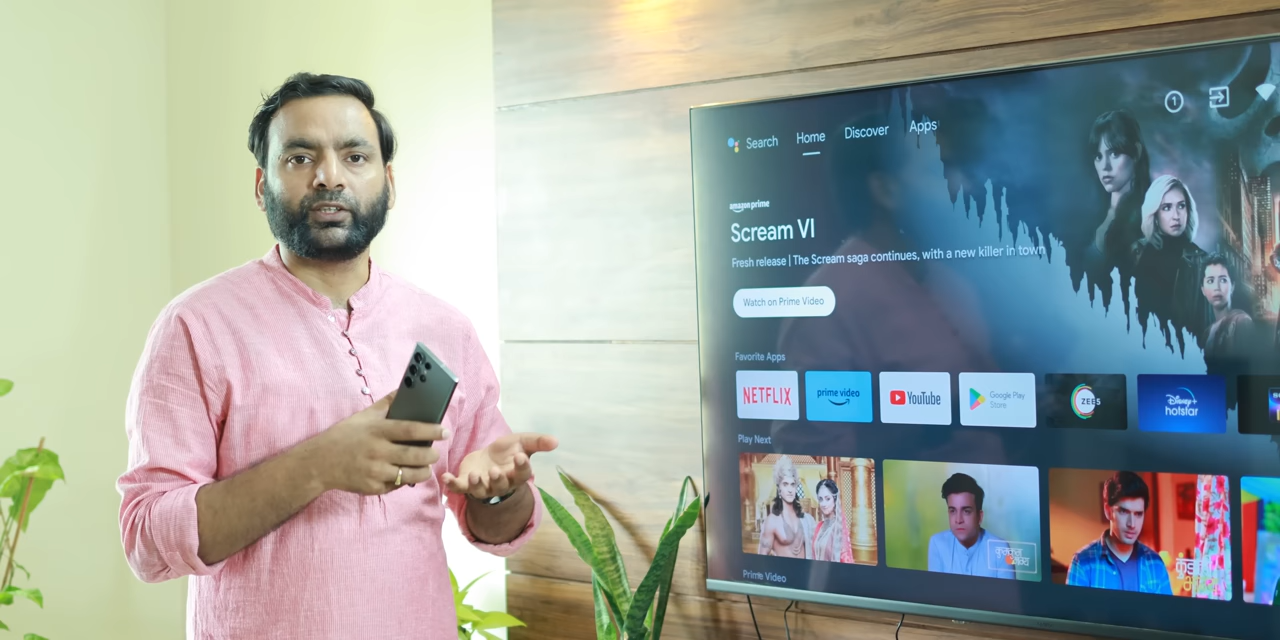 1
Search Home Discover Apps
amazon prime
Scream VI
Fresh release | The Scream saga continues, with a new killer in town
Watch on Prime Video
Favorite Apps
NETFLIX
prime video
YouTube
Google Play
Store
ZEE5
Disney+
hotstar
Play Next
भाग्य
कुंडली
भाग्य
Prime Video